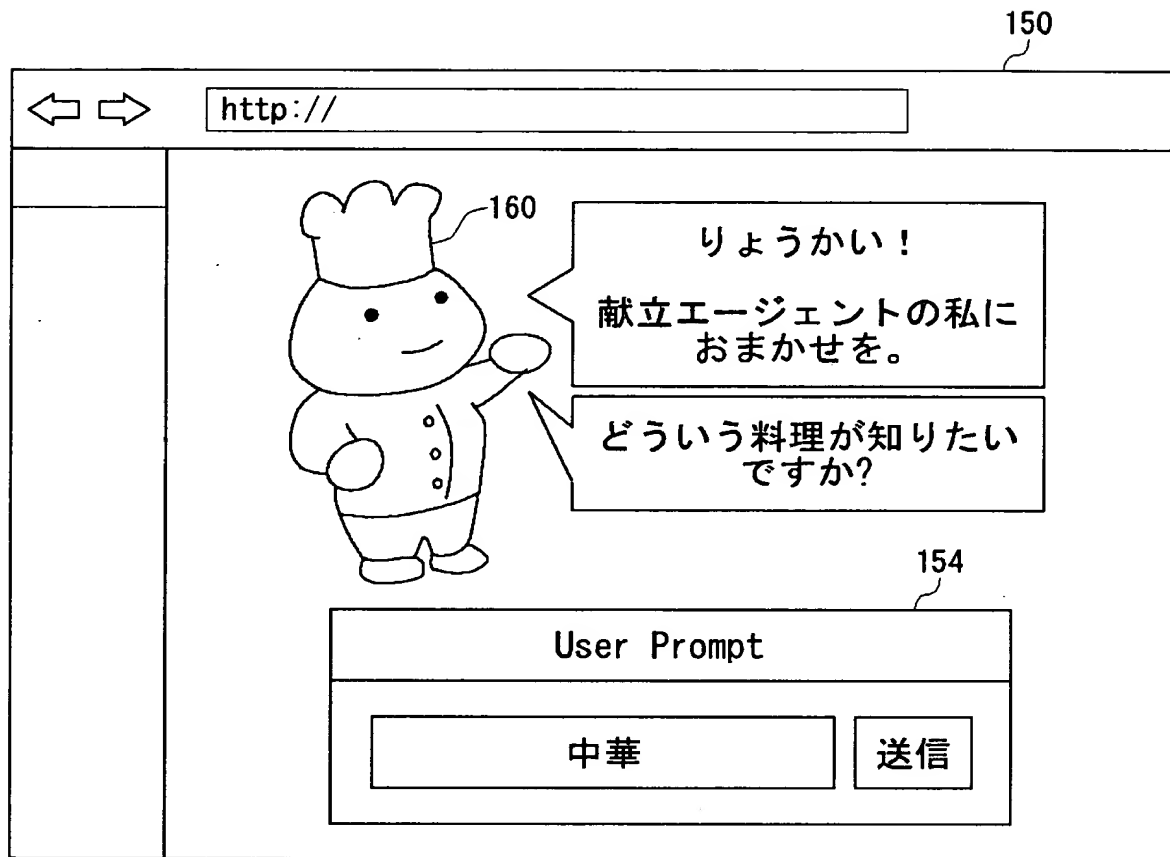 150
http://
160
りょうかい！
献立エージェントの私に
おまかせを。
どういう料理が知りたい
ですか?
154
User Prompt
中華
送信